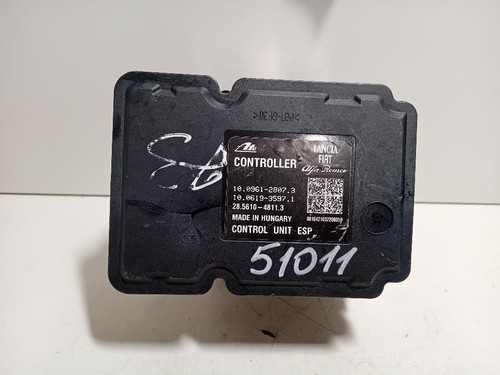 ATE
LANCIA
FIAT
Alfa Romeo
CONTROLLER
10.0961-2807.3
10.0619-3597.1
28.5610-4811.3
MADE IN HUNGARY
CONTROL UNIT ESP
51011